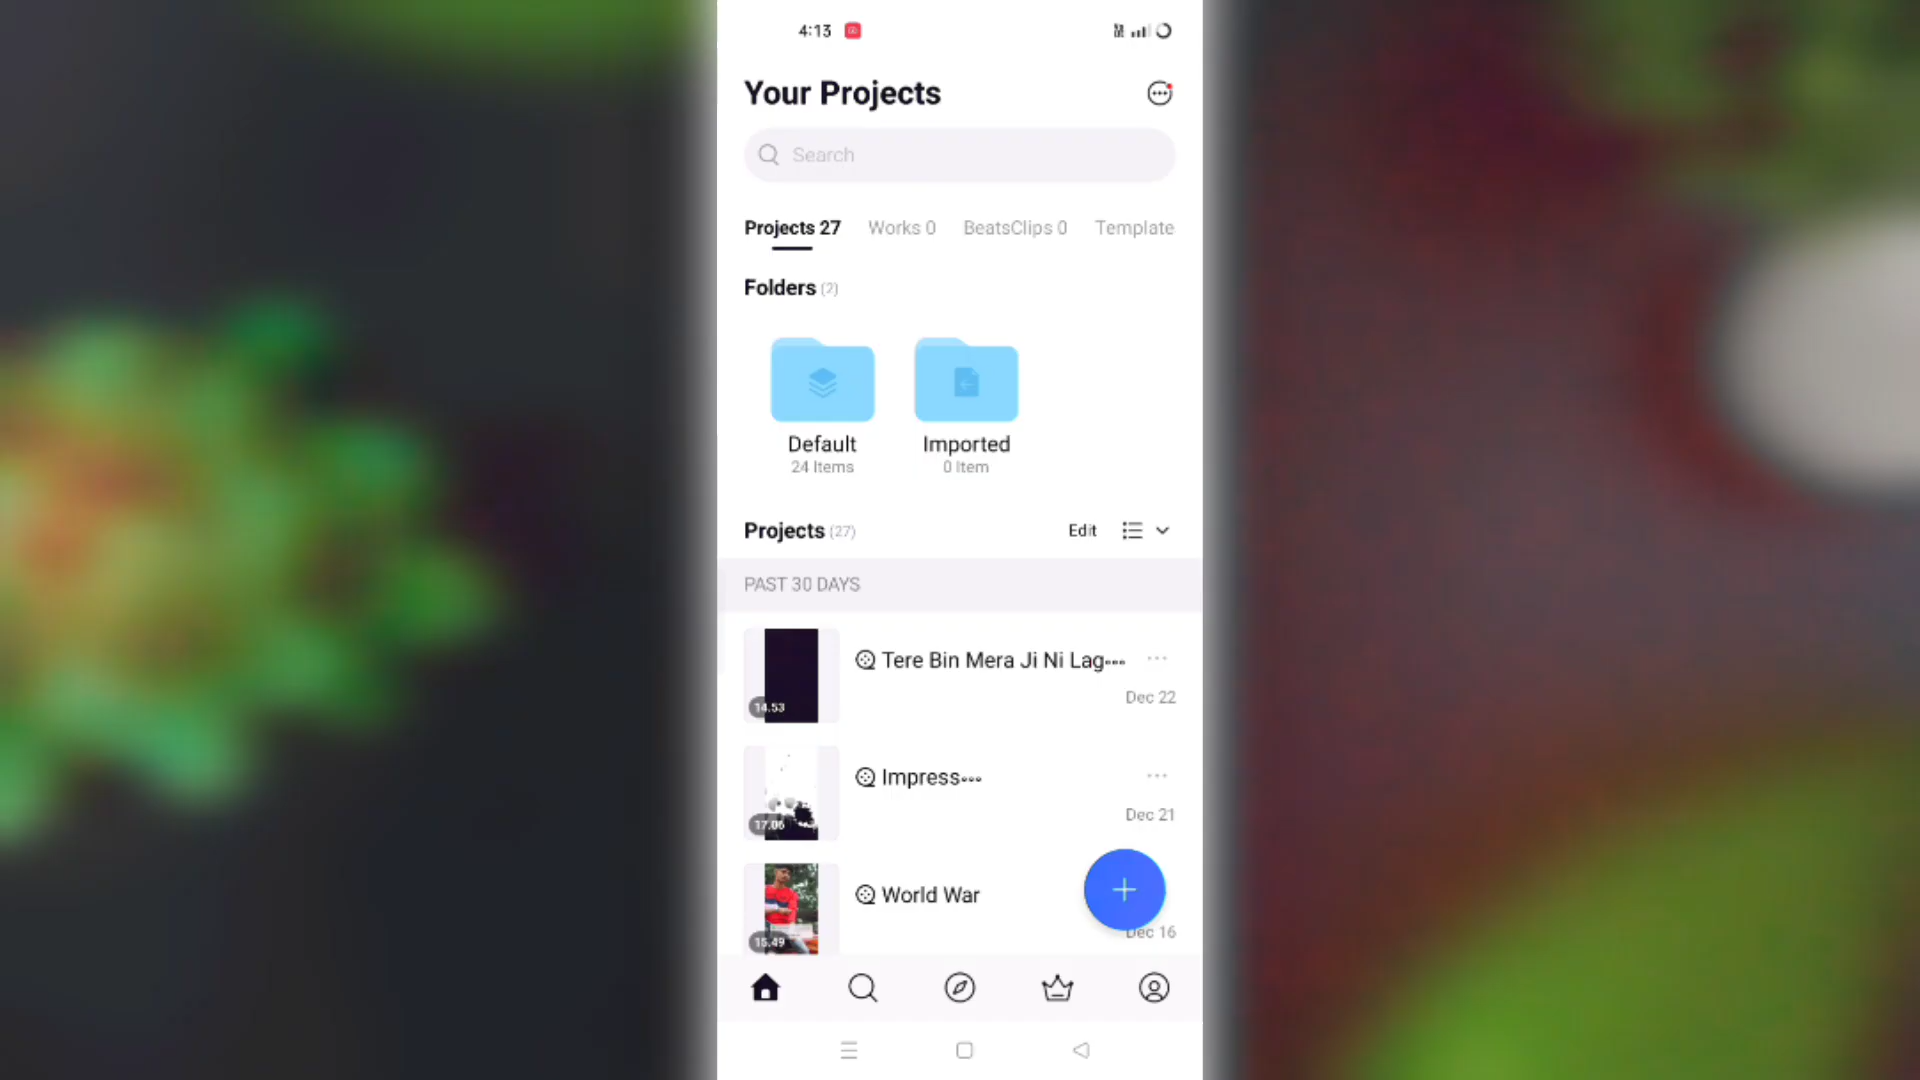 4:13
Your Projects
Search
Projects 27 Works 0 BeatsClips 0 Template
Folders (2)
Default Imported
24 Items 0 Item
Projects (27) Edit
PAST 30 DAYS
Tere Bin Mera Ji Ni Lag...
14.53
Dec 22
Impress...
17.06
Dec 21
World War
15.49
Dec 16